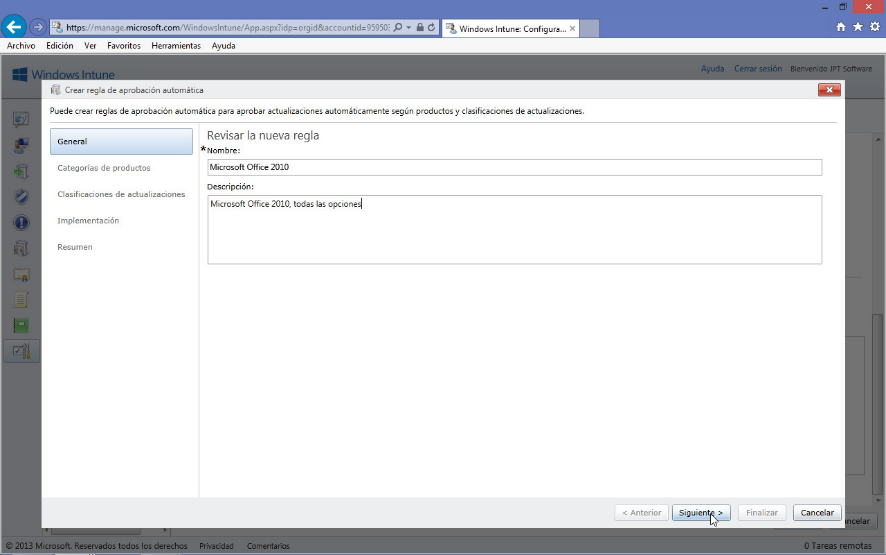 https://manage.microsoft.com/WindowsIntune/App.aspx?idp=orgid&accountid=95950
Windows Intune: Configura...
Archivo Edición Ver Favoritos Herramientas Ayuda
Windows Intune
Ayuda Cerrar sesión Bienvenido JPT Software
Crear regla de aprobación automática
Puede crear reglas de aprobación automática para aprobar actualizaciones automáticamente según productos y clasificaciones de actualizaciones.
General
Categorías de productos
Clasificaciones de actualizaciones
Implementación
Resumen
Revisar la nueva regla
*Nombre:
Microsoft Office 2010
Descripción:
Microsoft Office 2010, todas las opciones
< Anterior Siguiente > Finalizar Cancelar
ancelar
© 2013 Microsoft. Reservados todos los derechos Privacidad Comentarios 0 Tareas remotas